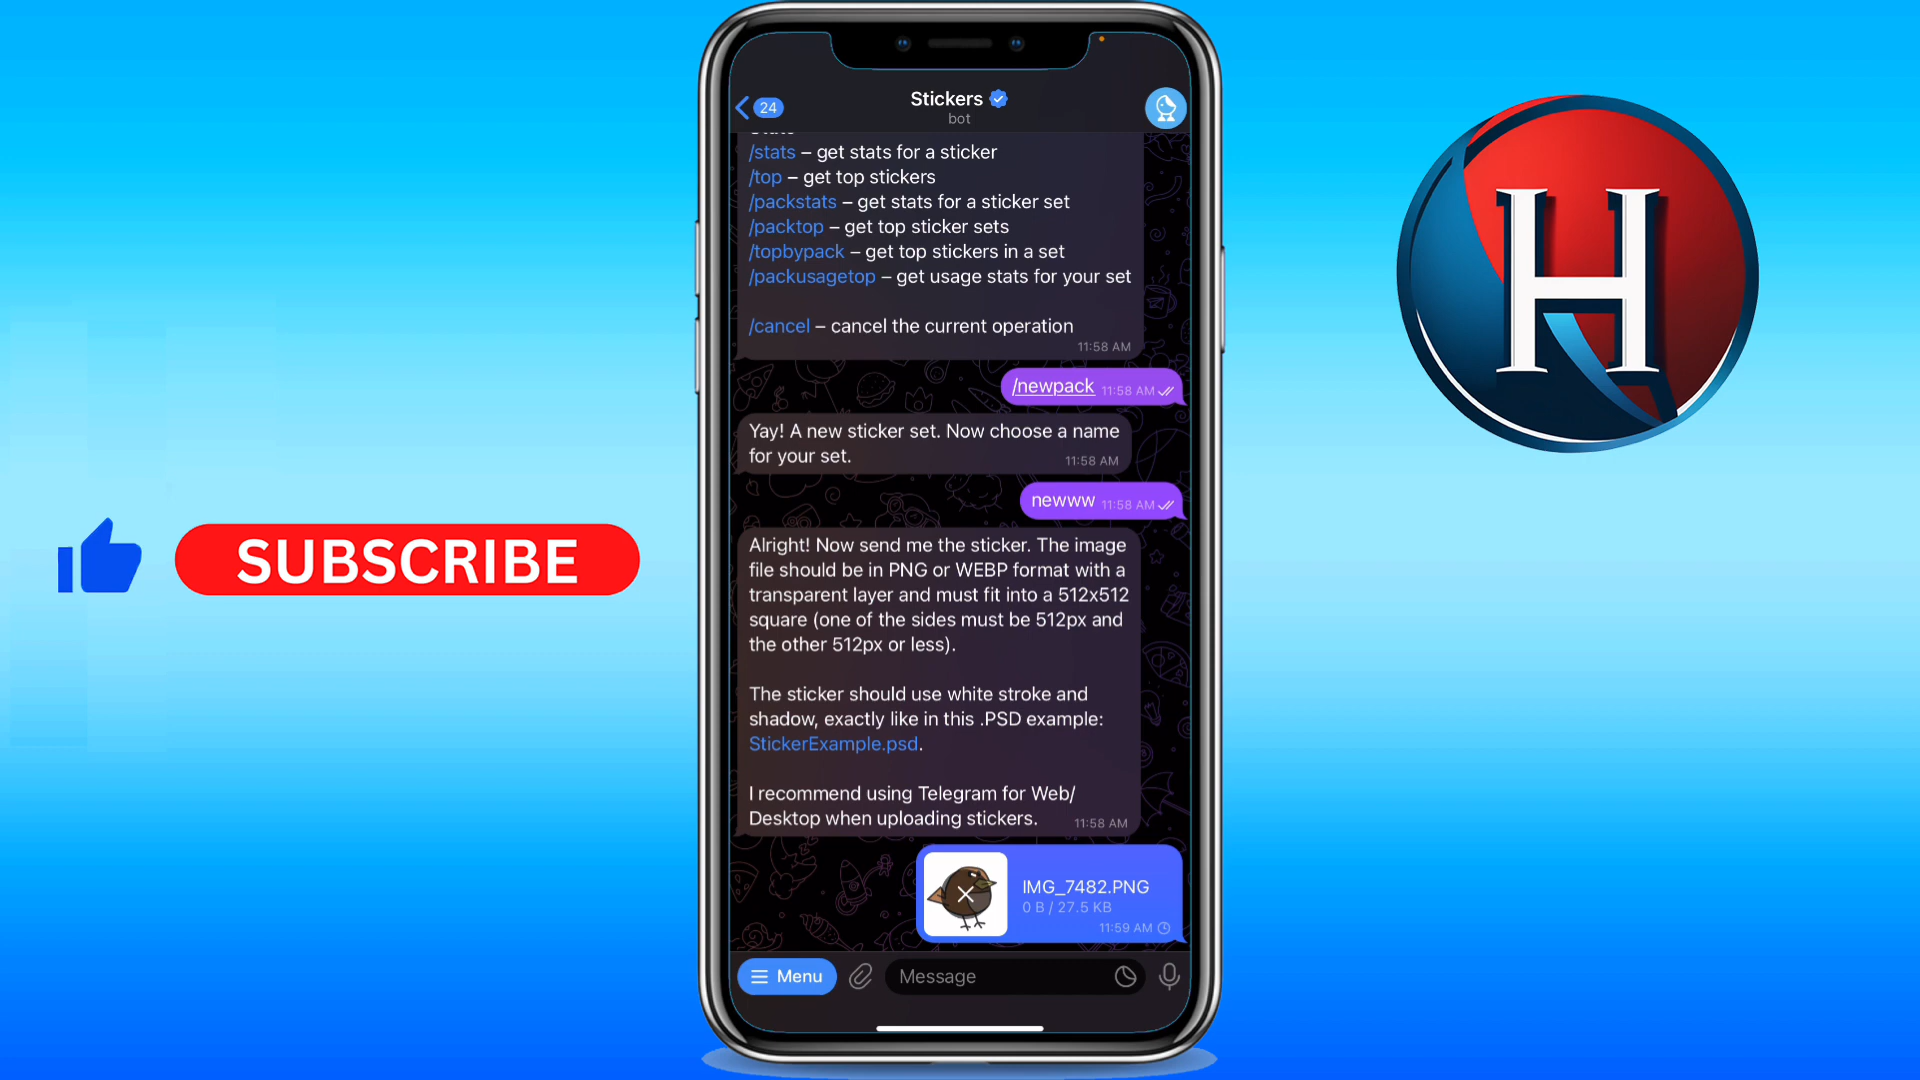 24
Stickers
bot
/stats – get stats for a sticker
/top – get top stickers
/packstats – get stats for a sticker set
/packtop – get top sticker sets
/topbypack – get top stickers in a set
/packusagetop – get usage stats for your set
/cancel – cancel the current operation
11:58 AM
/newpack 11:58 AM
Yay! A new sticker set. Now choose a name
for your set.
11:58 AM
newww 11:58 AM
Alright! Now send me the sticker. The image
file should be in PNG or WEBP format with a
transparent layer and must fit into a 512x512
square (one of the sides must be 512px and
the other 512px or less).
The sticker should use white stroke and
shadow, exactly like in this .PSD example:
StickerExample.psd.
I recommend using Telegram for Web/
Desktop when uploading stickers.
11:58 AM
IMG_7482.PNG
0 B / 27.5 KB
11:59 AM
Menu
Message
SUBSCRIBE
H